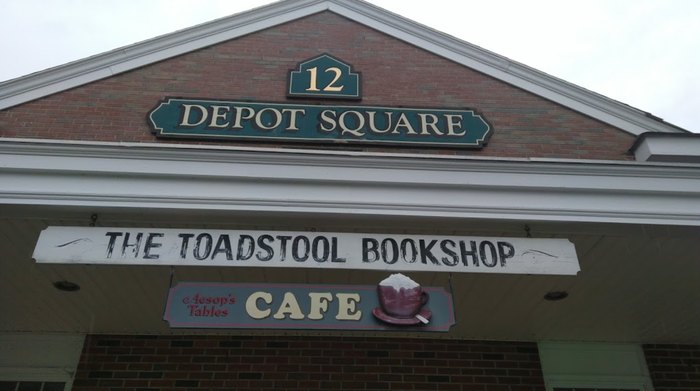 12
DEPOT SQUARE
THE TOADSTOOL BOOKSHOP
Aesop's
Tables
CAFE